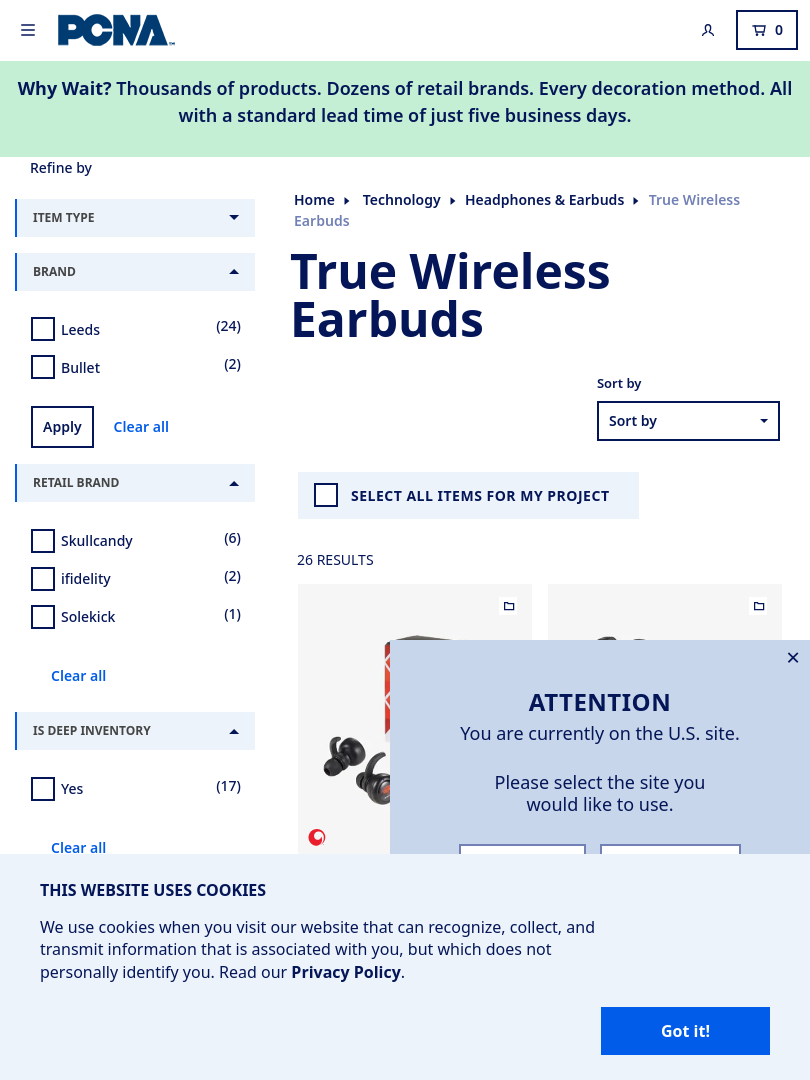 PCNA
0
Why Wait? Thousands of products. Dozens of retail brands. Every decoration method. All
with a standard lead time of just five business days.
Refine by
ITEM TYPE
BRAND
Leeds (24)
Bullet (2)
Apply Clear all
RETAIL BRAND
Skullcandy (6)
ifidelity (2)
Solekick (1)
Clear all
IS DEEP INVENTORY
Yes (17)
Clear all
Home Technology Headphones & Earbuds True Wireless
Earbuds
True Wireless
Earbuds
Sort by
Sort by
SELECT ALL ITEMS FOR MY PROJECT
26 RESULTS
ATTENTION
You are currently on the U.S. site.
Please select the site you
would like to use.
THIS WEBSITE USES COOKIES
We use cookies when you visit our website that can recognize, collect, and
transmit information that is associated with you, but which does not
personally identify you. Read our Privacy Policy.
Got it!